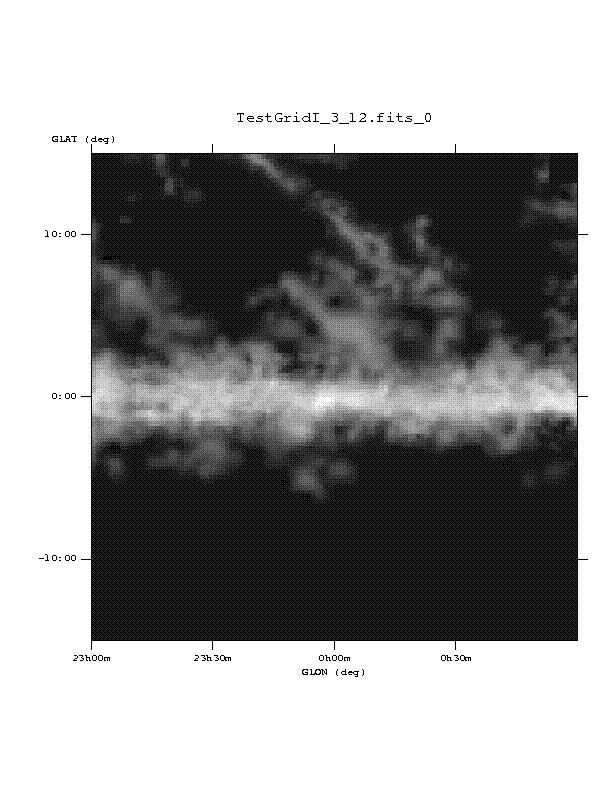 TestGridI_3_12.fits_0
GLAT (deg)
10:00
0:00
-10:00
23h00m 23h30m 0h00m 0h30m
GLON (deg)